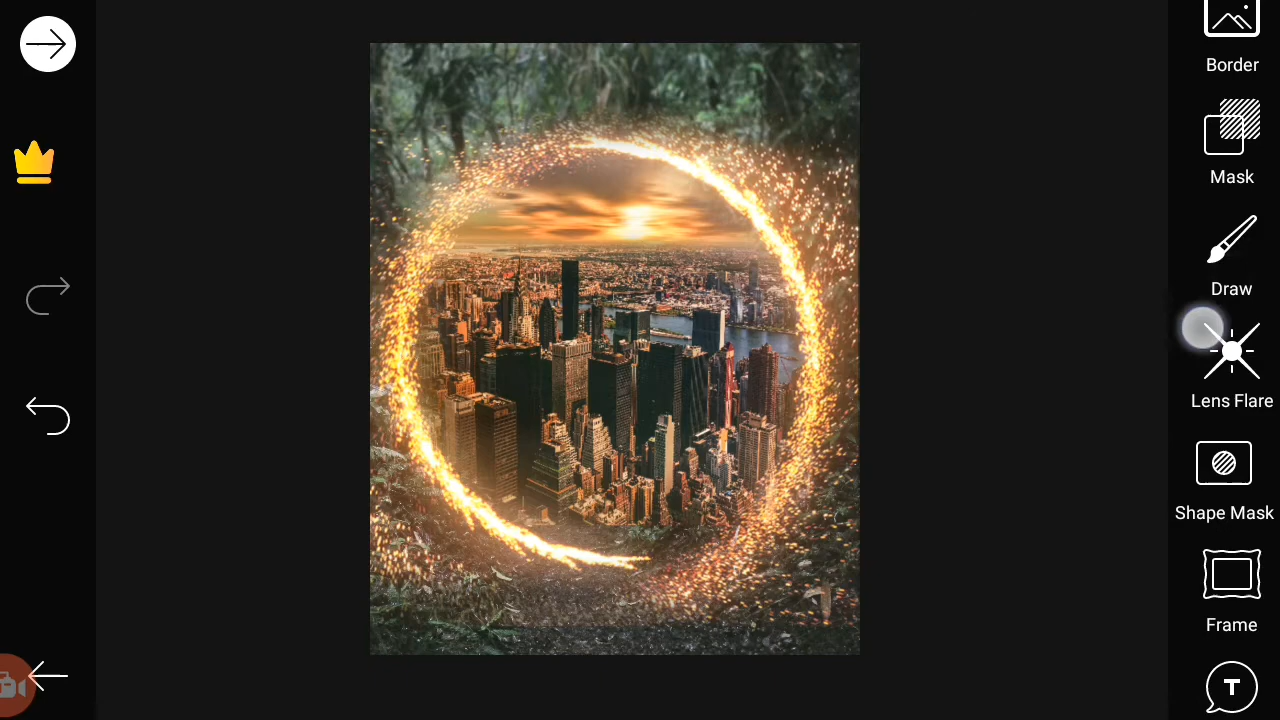 Border
Mask
Draw
Lens Flare
Shape Mask
Frame
T